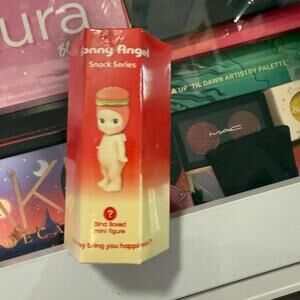 ura
Sonny Angel
Snack Series
UP 'TIL DAWN ARTISTRY PALETTE
MAC
?
Blind Boxed
mini figure
bring you happiness